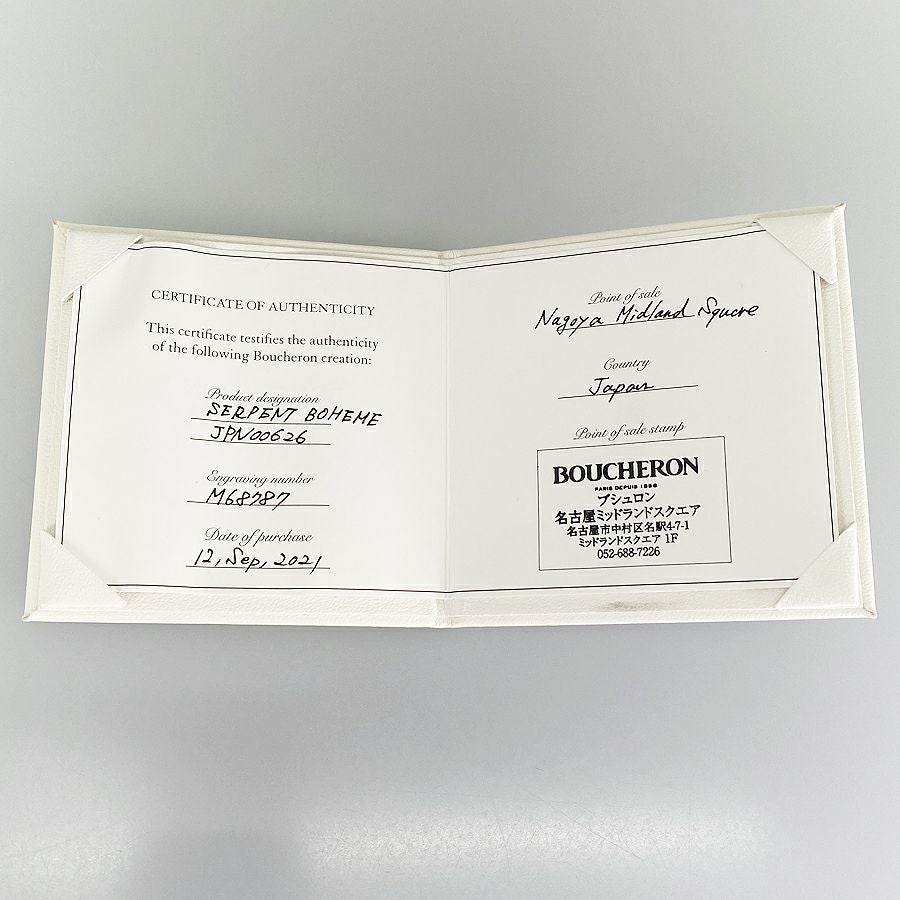 CERTIFICATE OF AUTHENTICITY
This certificate testifies the authenticity
of the following Boucheron creation:
Product designation
SERPENT BOHEME
JPN00626
Engraving number
M68787
Date of purchase
12, Sep, 2021
Point of sale
Nagoya Midland Square
Country
Japan
Point of sale stamp
BOUCHERON
PARIS DEPUIS 1858
ブシュロン
名古屋ミッドランドスクエア
名古屋市中村区名駅4-7-1
ミッドランドスクエア 1F
052-688-7226